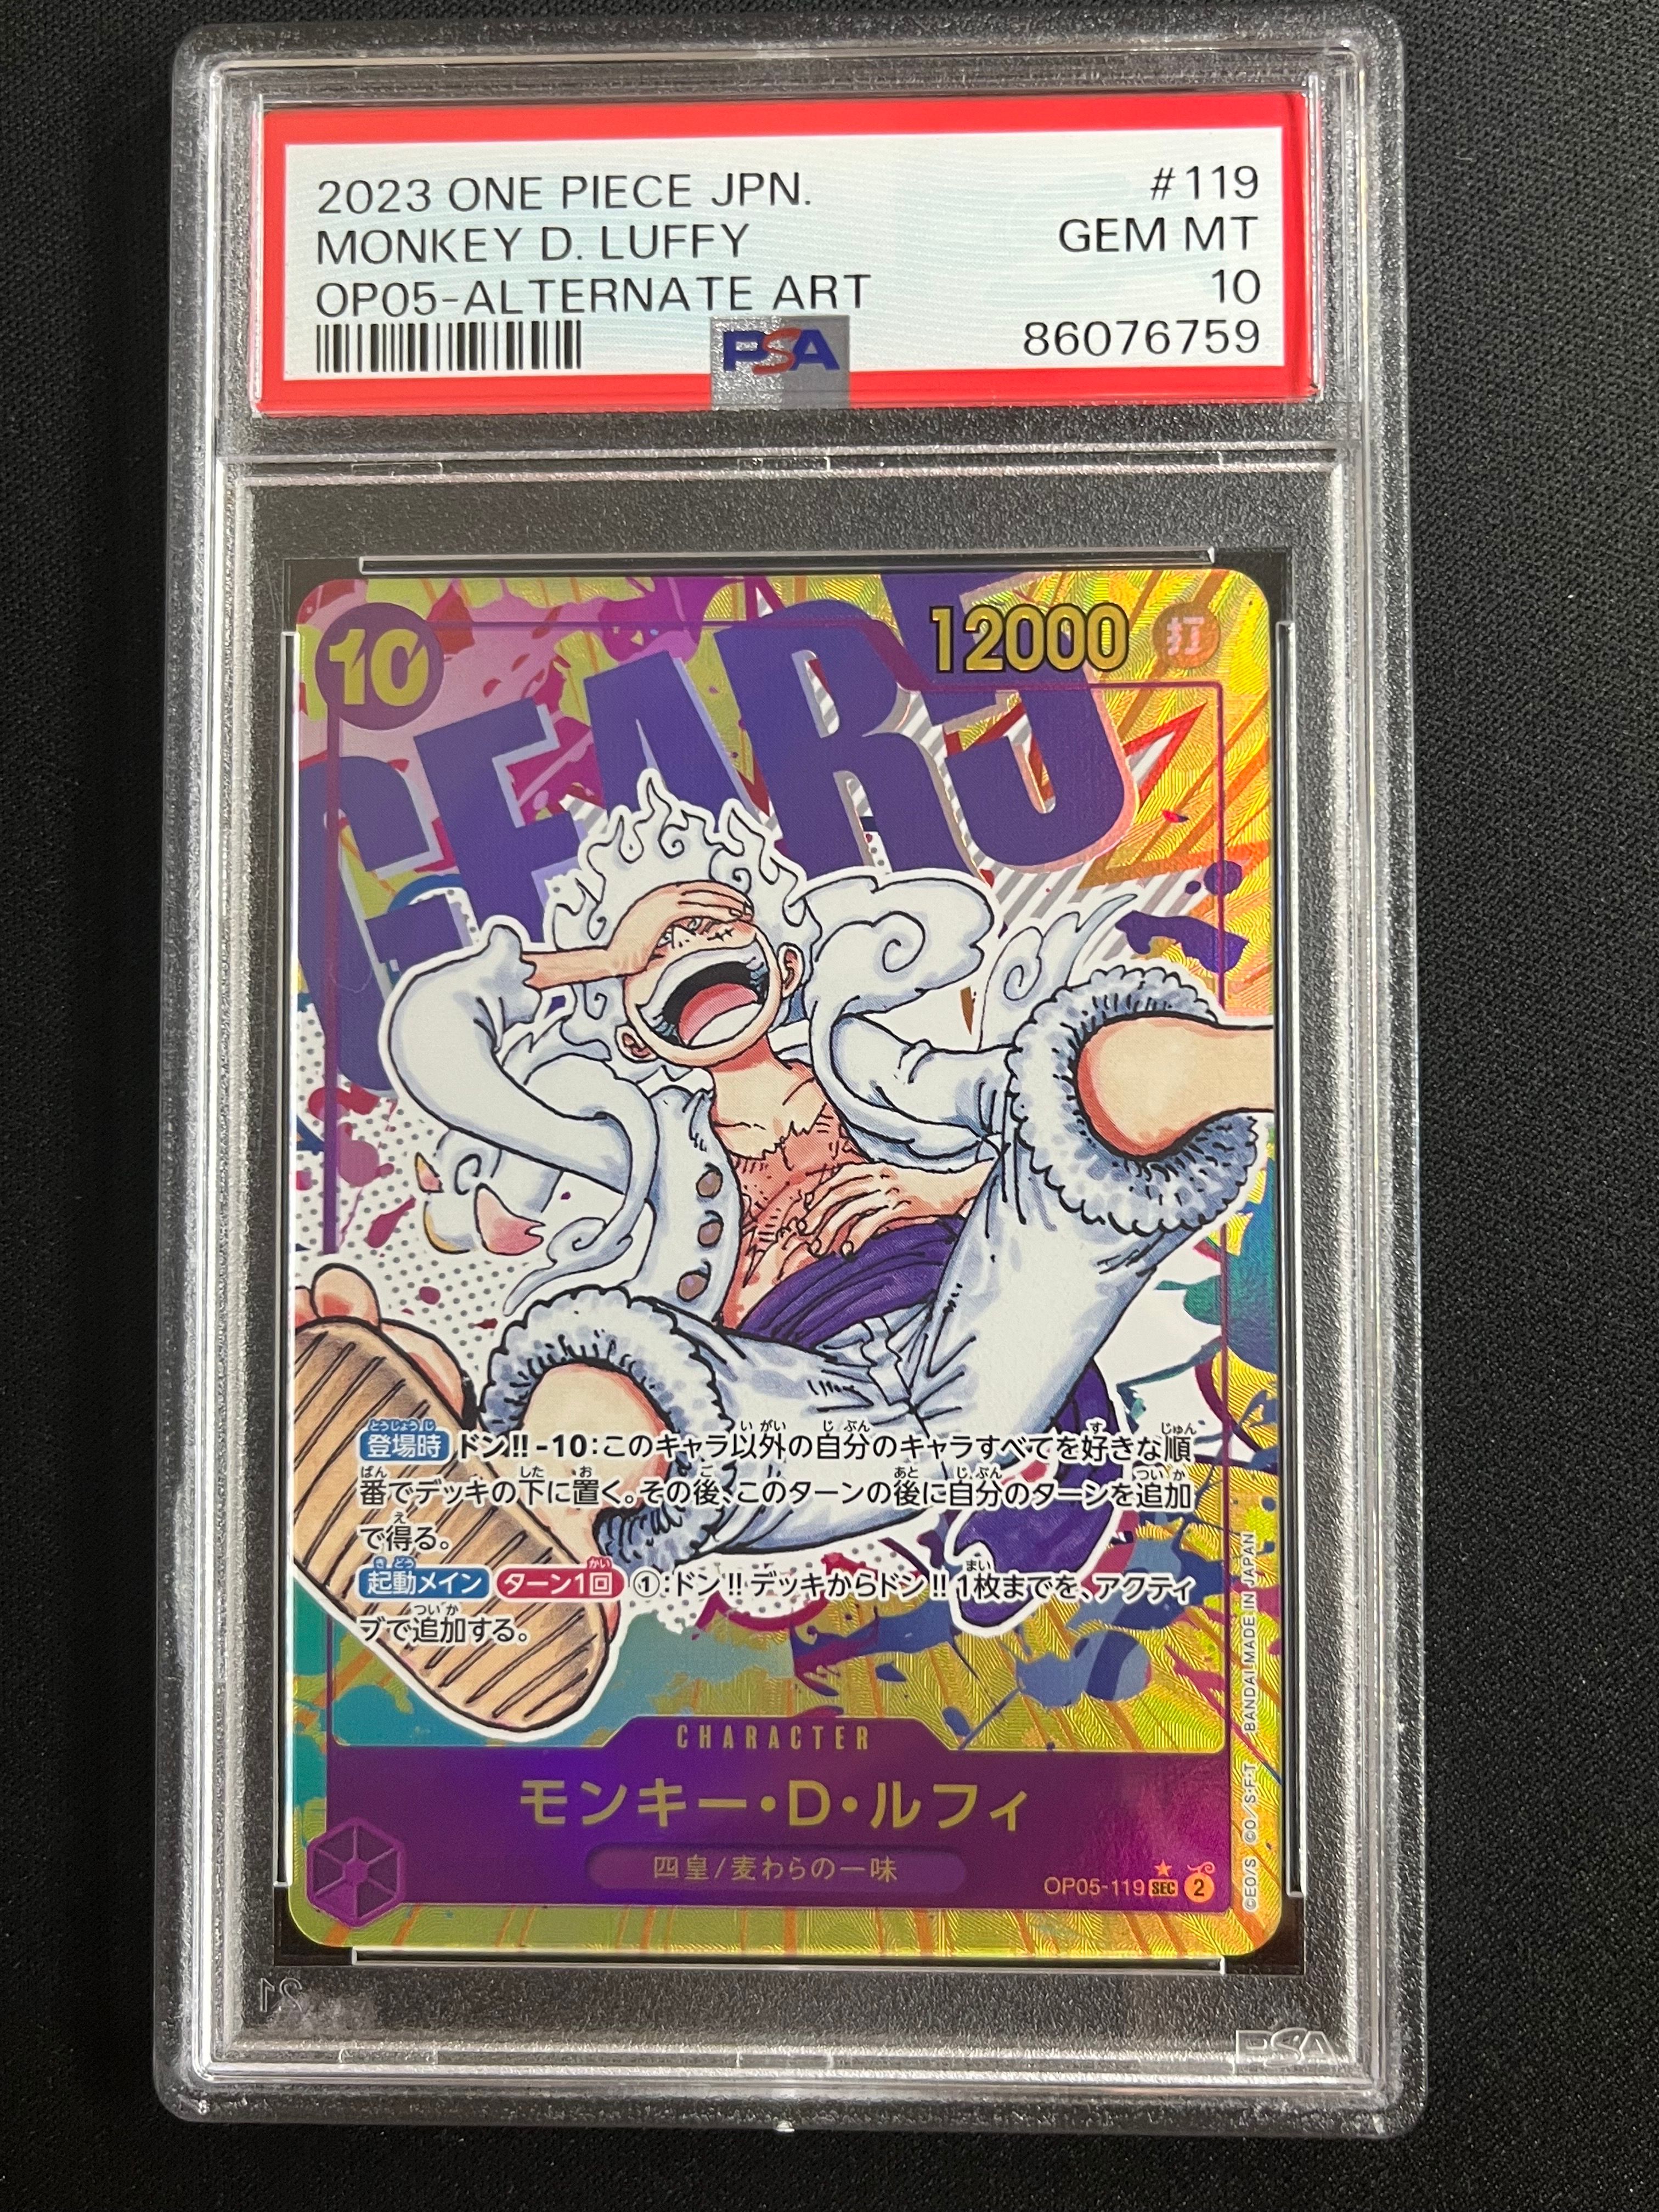 2023 ONE PIECE JPN. #119
MONKEY D. LUFFY GEM MT
OP05-ALTERNATE ART 10
PSA 86076759
10 12000 打
GEAR5
登場時 ドン!!-10:このキャラ以外の自分のキャラすべてを好きな順
番でデッキの下に置く。その後、このターンの後に自分のターンを追加
で得る。
起動メイン ターン1回 ①:ドン!!デッキからドン!!1枚までを、アクティ
ブで追加する。
CHARACTER
モンキー・D・ルフィ
四皇/麦わらの一味
OP05-119 SEC 2
©EO/S ©O/S·F·T BANDAI MADE IN JAPAN
PSA